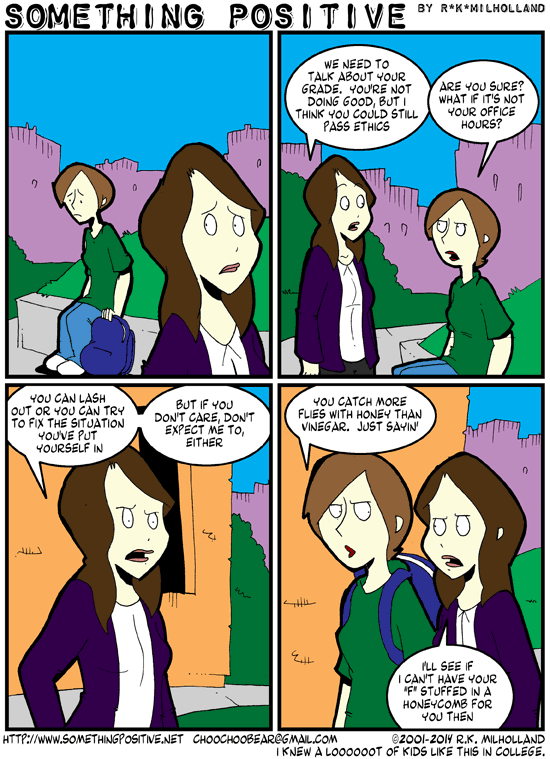 SOMETHING POSITIVE BY R*K*MILHOLLAND
WE NEED TO
TALK ABOUT YOUR
GRADE. YOU'RE NOT
DOING GOOD, BUT I
THINK YOU COULD STILL
PASS ETHICS
ARE YOU SURE?
WHAT IF IT'S NOT
YOUR OFFICE
HOURS?
YOU CAN LASH
OUT OR YOU CAN TRY
TO FIX THE SITUATION
YOU'VE PUT
YOURSELF IN
BUT IF YOU
DON'T CARE, DON'T
EXPECT ME TO,
EITHER
YOU CATCH MORE
FLIES WITH HONEY THAN
VINEGAR. JUST SAYIN'
I'LL SEE IF
I CAN'T HAVE YOUR
"F" STUFFED IN A
HONEYCOMB FOR
YOU THEN
HTTP://WWW.SOMETHINGPOSITIVE.NET CHOOCHOOBEAR@GMAIL.COM ©2001-2014 R.K. MILHOLLAND
I KNEW A LOOOOOOT OF KIDS LIKE THIS IN COLLEGE.